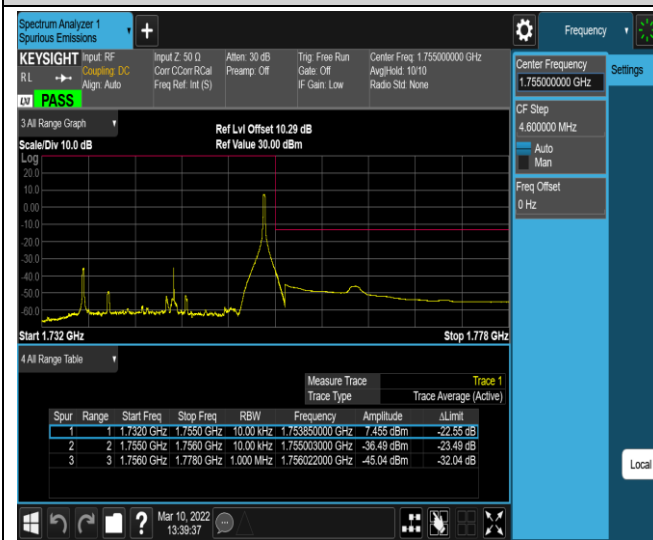 Spectrum Analyzer 1
Spurious Emissions
+
Frequency
KEYSIGHT
RL
Input: RF
Coupling: DC
Align: Auto
Input Z: 50 Ω
Corr CCorr RCal
Freq Ref: Int (S)
Atten: 30 dB
Preamp: Off
Trig: Free Run
Gate: Off
IF Gain: Low
Center Freq: 1.755000000 GHz
Avg|Hold: 10/10
Radio Std: None
LXI PASS
Center Frequency
1.755000000 GHz
Settings
CF Step
4.600000 MHz
Auto
Man
Freq Offset
0 Hz
3 All Range Graph
Scale/Div 10.0 dB
Ref Lvl Offset 10.29 dB
Ref Value 30.00 dBm
Log
20.0
10.0
0.00
-10.0
-20.0
-30.0
-40.0
-50.0
-60.0
Start 1.732 GHz
Stop 1.778 GHz
4 All Range Table
Measure Trace Trace 1
Trace Type Trace Average (Active)
Spur Range Start Freq Stop Freq RBW Frequency Amplitude ΔLimit
1 1 1.7320 GHz 1.7550 GHz 10.00 kHz 1.753850000 GHz 7.455 dBm -22.55 dB
2 2 1.7550 GHz 1.7560 GHz 10.00 kHz 1.755003000 GHz -36.49 dBm -23.49 dB
3 3 1.7560 GHz 1.7780 GHz 1.000 MHz 1.756022000 GHz -45.04 dBm -32.04 dB
Local
?
Mar 10, 2022
13:39:37